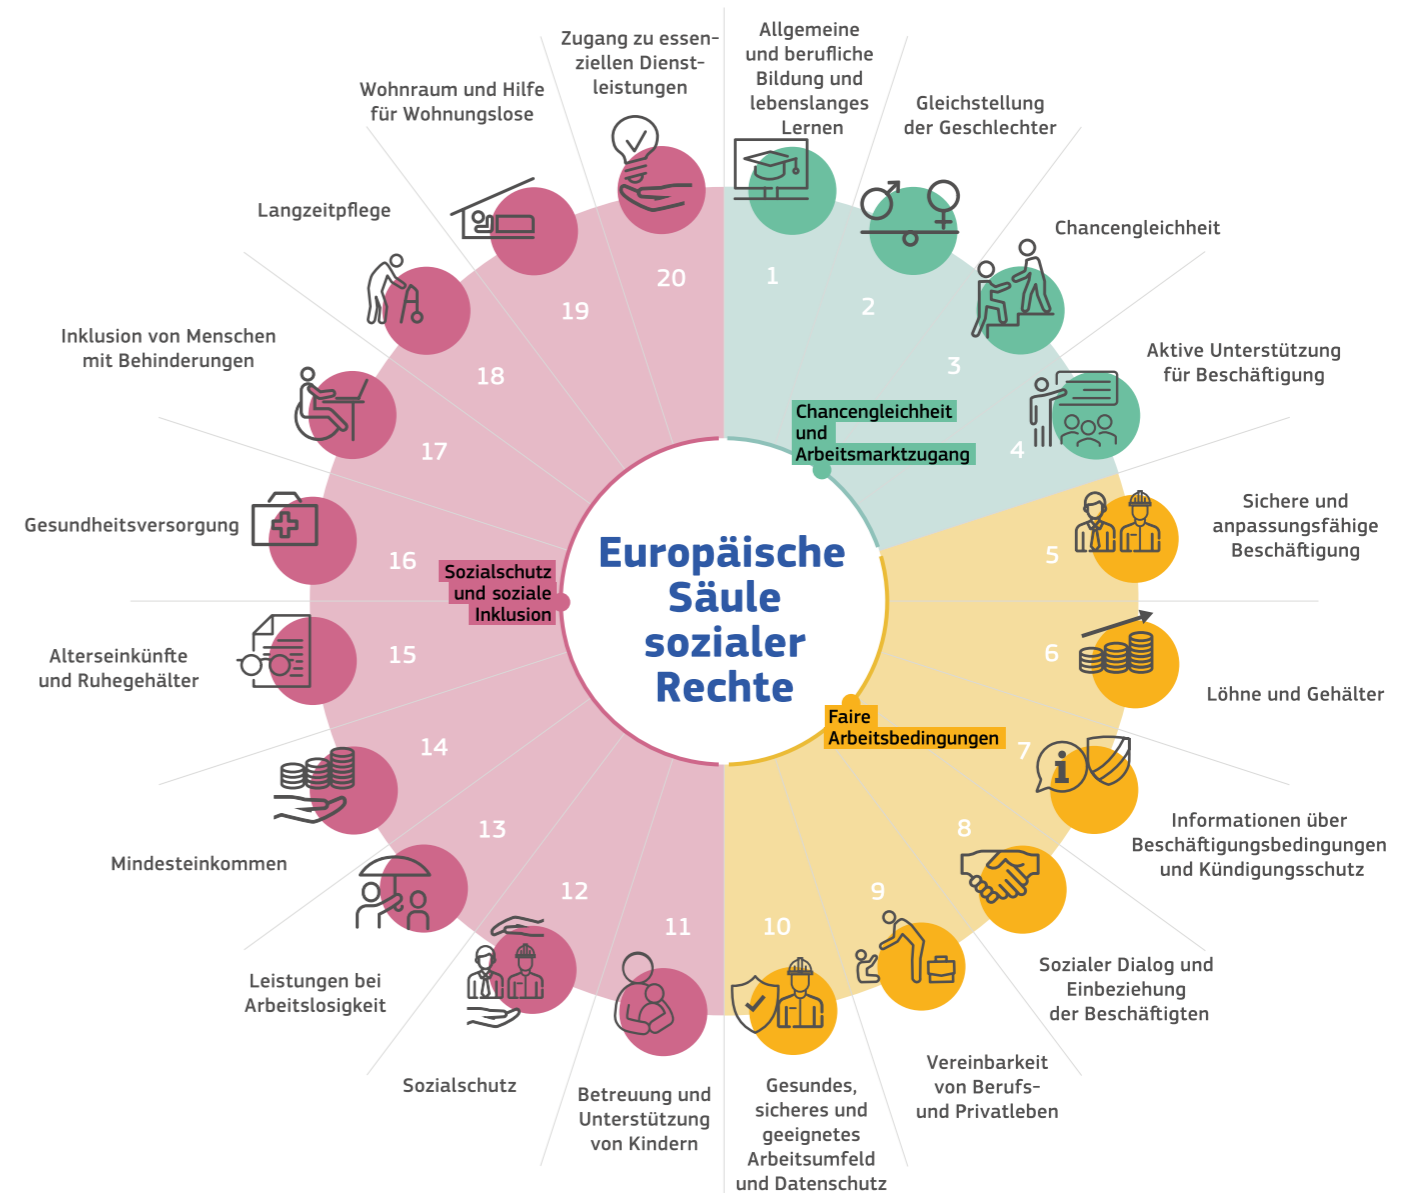 Europäische
Säule
sozialer
Rechte
Chancengleichheit
und
Arbeitsmarktzugang
1
Allgemeine
und berufliche
Bildung und
lebenslanges
Lernen
2
Gleichstellung
der Geschlechter
3
Chancengleichheit
4
Aktive Unterstützung
für Beschäftigung
Faire
Arbeitsbedingungen
5
Sichere und
anpassungsfähige
Beschäftigung
6
Löhne und Gehälter
7
Informationen über
Beschäftigungsbedingungen
und Kündigungsschutz
8
Sozialer Dialog und
Einbeziehung
der Beschäftigten
9
Vereinbarkeit
von Berufs-
und Privatleben
10
Gesundes,
sicheres und
geeignetes
Arbeitsumfeld
und Datenschutz
Sozialschutz
und soziale
Inklusion
11
Betreuung und
Unterstützung
von Kindern
12
Sozialschutz
13
Leistungen bei
Arbeitslosigkeit
14
Mindesteinkommen
15
Alterseinkünfte
und Ruhegehälter
16
Gesundheitsversorgung
17
Inklusion von Menschen
mit Behinderungen
18
Langzeitpflege
19
Wohnraum und Hilfe
für Wohnungslose
20
Zugang zu essen-
ziellen Dienst-
leistungen